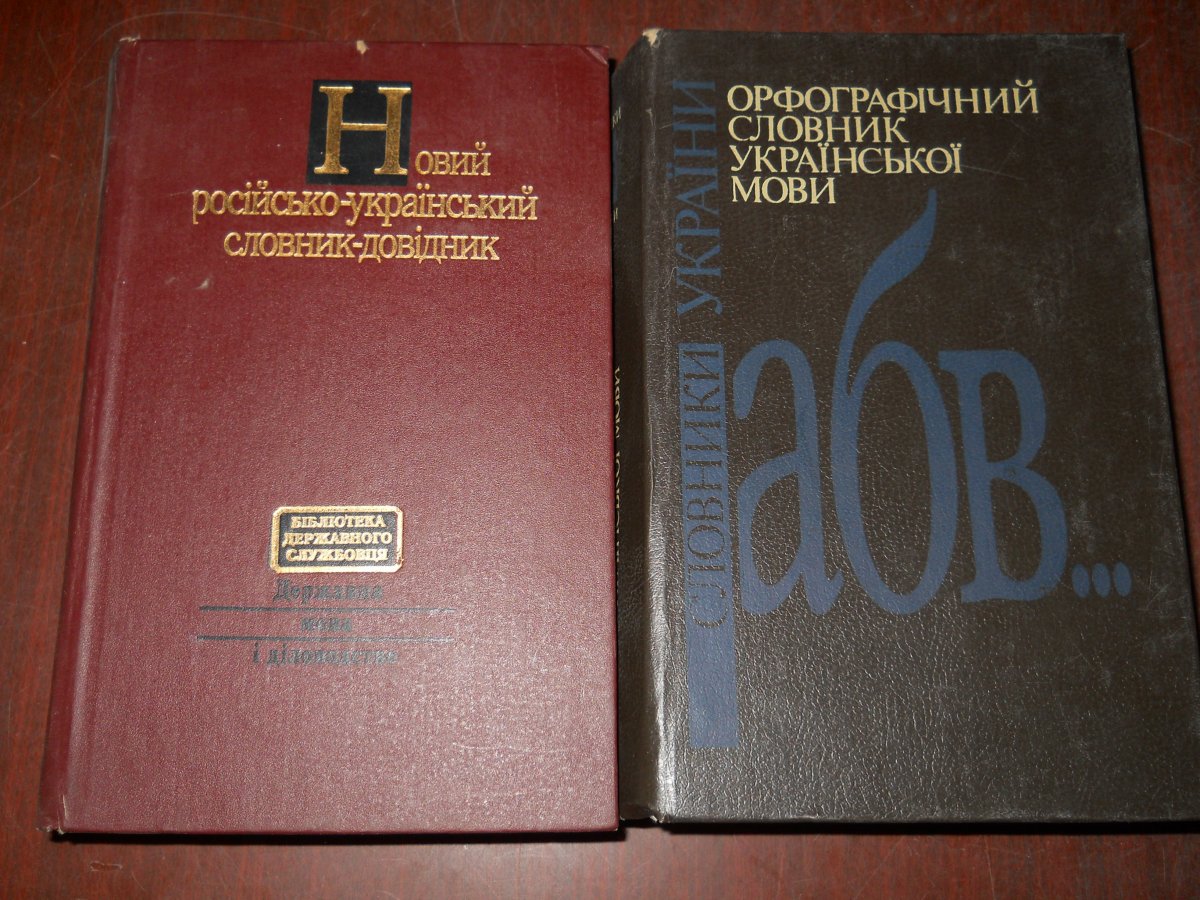 Новий
російсько-український
словник-довідник
БІБЛІОТЕКА
ДЕРЖАВНОГО
СЛУЖБОВЦЯ
Державна
мова
і діловодство
СЛОВНИКИ УКРАЇНИ
ОРФОГРАФІЧНИЙ
СЛОВНИК
УКРАЇНСЬКОЇ
МОВИ
абв...